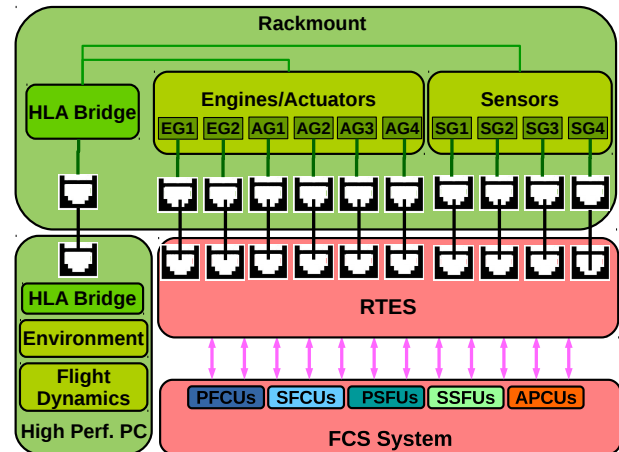 Rackmount
HLA Bridge
Engines/Actuators
EG1 EG2 AG1 AG2 AG3 AG4
Sensors
SG1 SG2 SG3 SG4
HLA Bridge
Environment
Flight
Dynamics
High Perf. PC
RTES
PFCUs SFCUs PSFUs SSFUs APCUs
FCS System